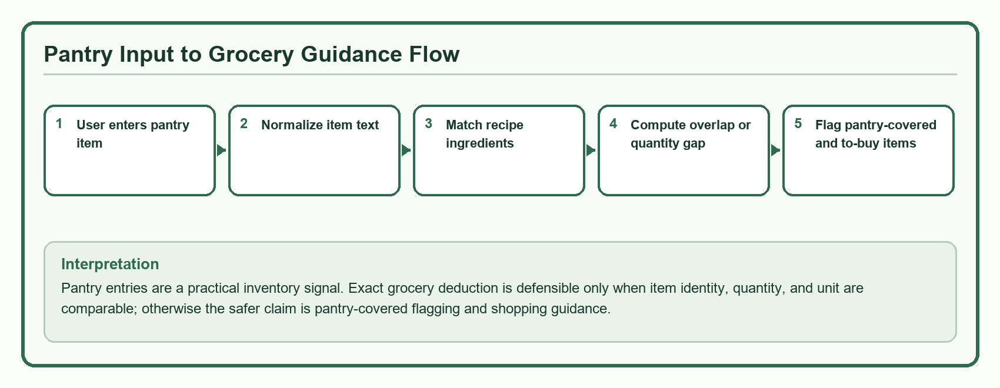 Pantry Input to Grocery Guidance Flow
1 User enters pantry
item
2 Normalize item text
3 Match recipe
ingredients
4 Compute overlap or
quantity gap
5 Flag pantry-covered
and to-buy items
Interpretation
Pantry entries are a practical inventory signal. Exact grocery deduction is defensible only when item identity, quantity, and unit are
comparable; otherwise the safer claim is pantry-covered flagging and shopping guidance.